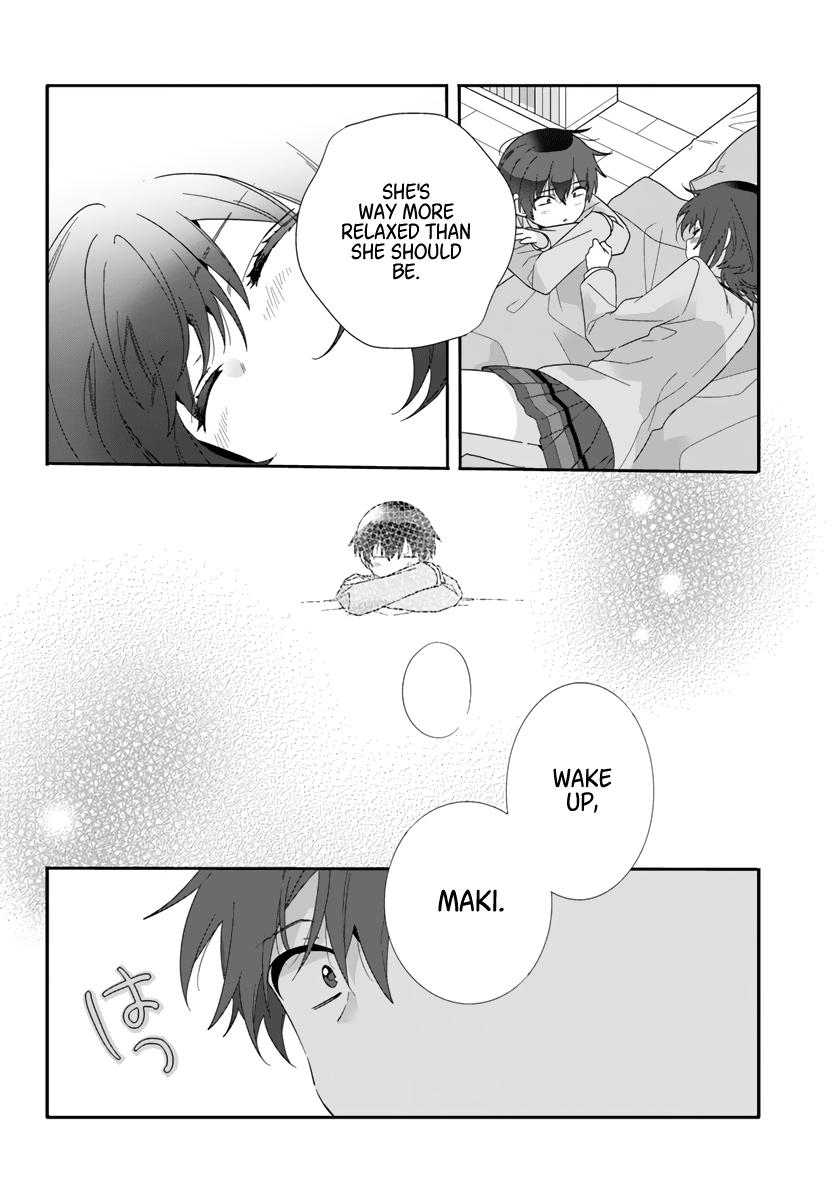 SHE'S
WAY MORE
RELAXED THAN
SHE SHOULD
BE.
WAKE
UP,
MAKI.
はっ